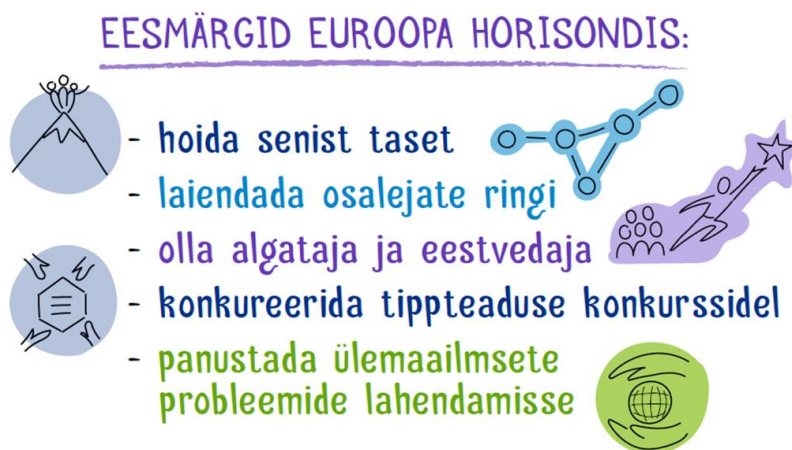 EESMÄRGID EUROOPA HORISONDIS:
- hoida senist taset
- laiendada osalejate ringi
- olla algataja ja eestvedaja
- konkureerida tippteaduse konkurssidel
- panustada ülemaailmsete
probleemide lahendamisse